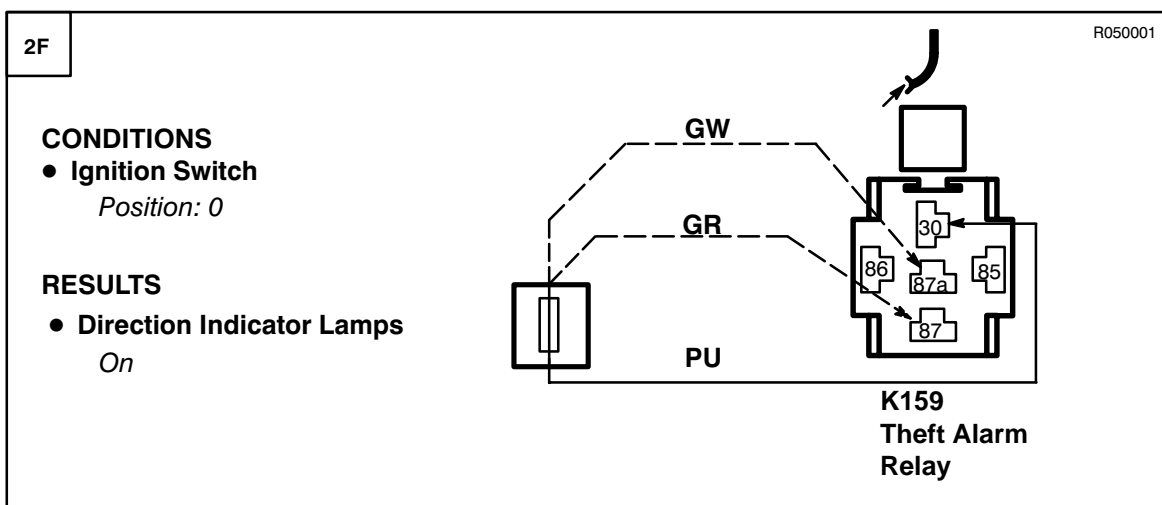 2F
R050001
CONDITIONS
● Ignition Switch
Position: 0
RESULTS
● Direction Indicator Lamps
On
GW
GR
PU
30
86
87a
85
87
K159
Theft Alarm
Relay